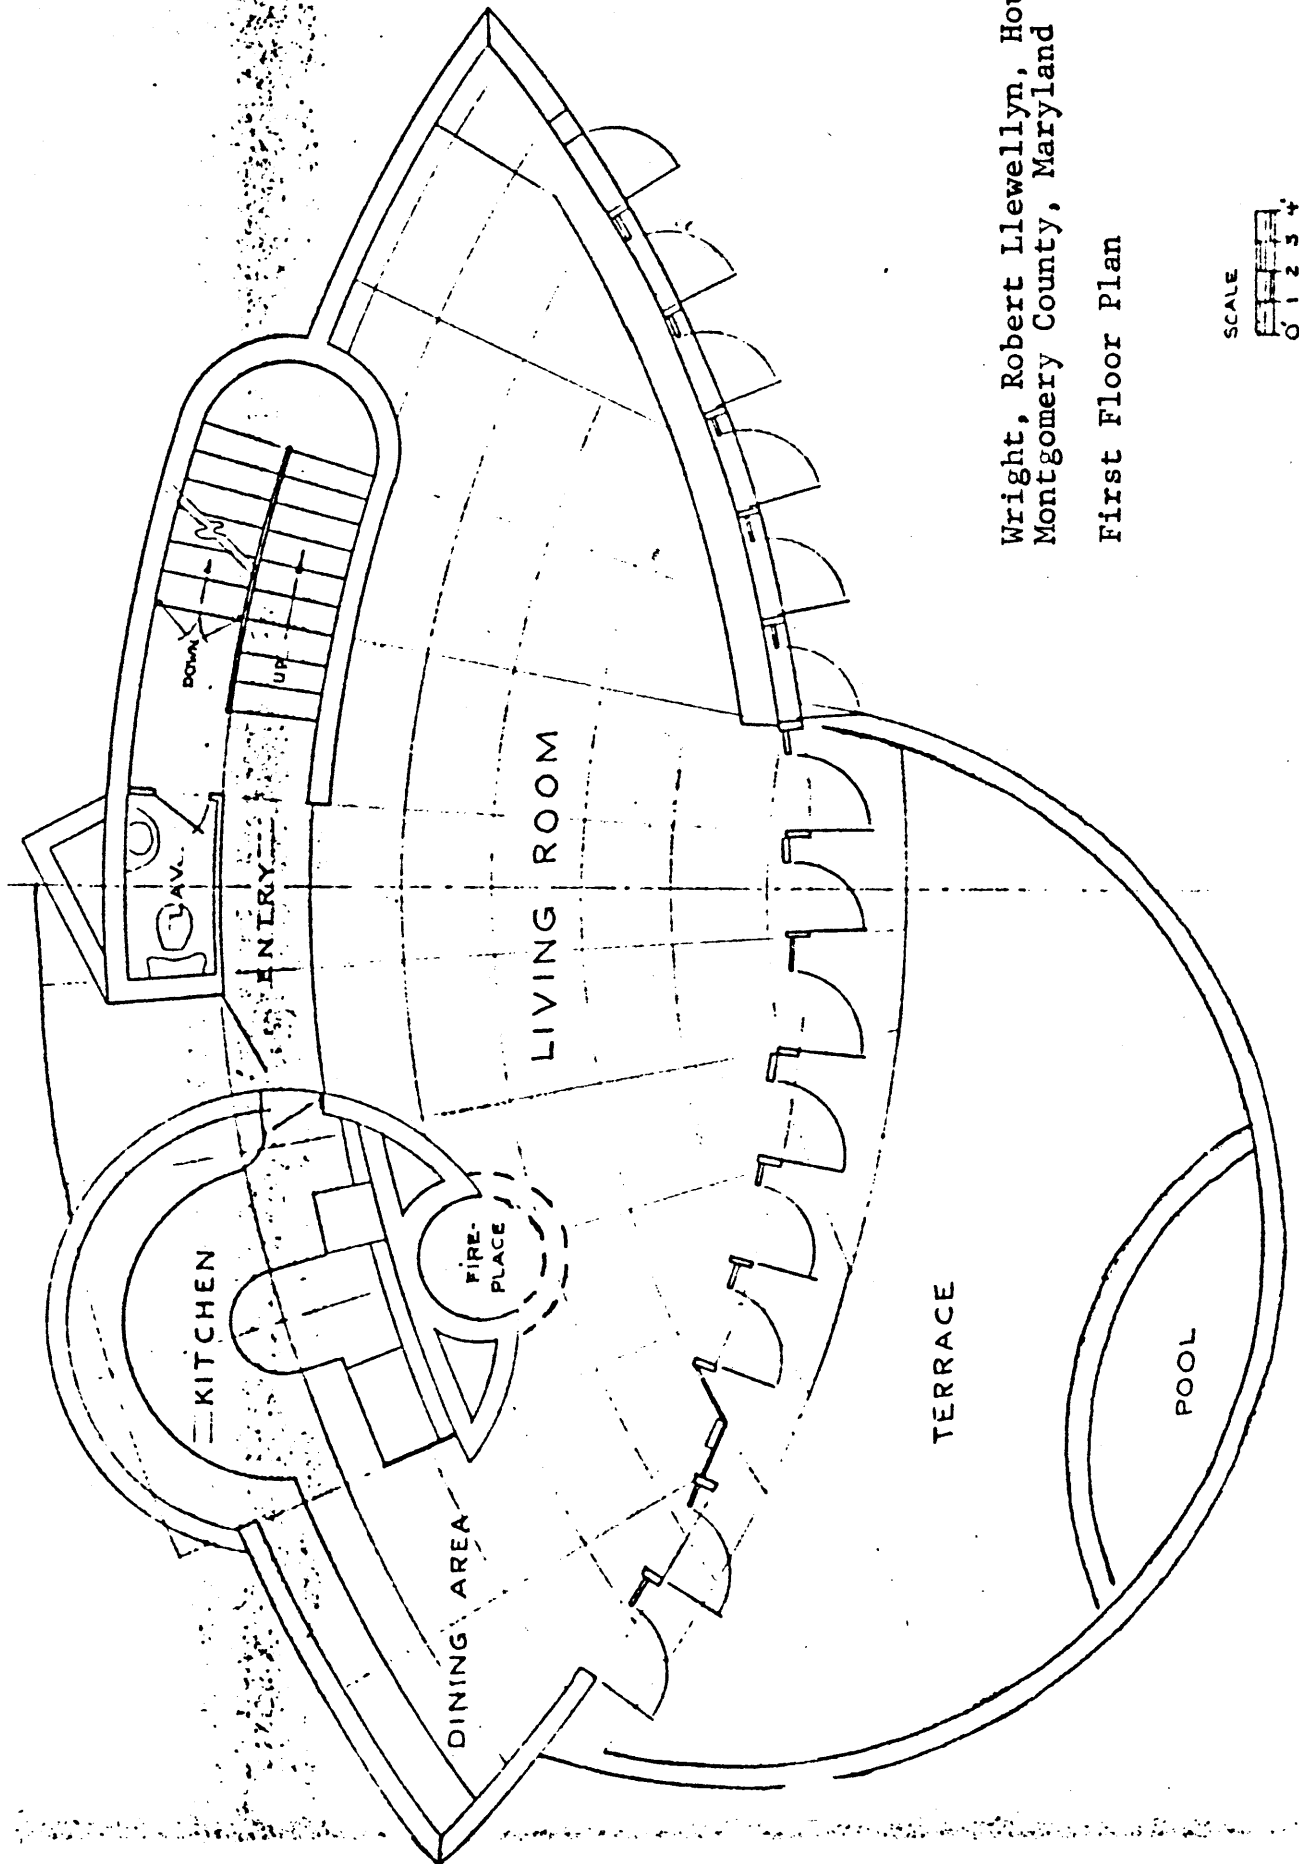 Wright, Robert Llewellyn, Hou
Montgomery County, Maryland
First Floor Plan
SCALE
0' 1 2 3 4'
DOWN
UP
LAV.
ENTRY
LIVING ROOM
KITCHEN
FIRE-
PLACE
DINING AREA
TERRACE
POOL